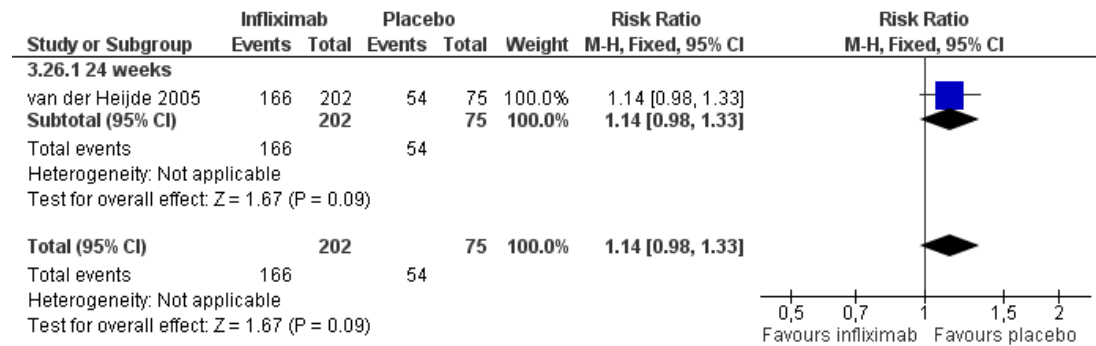 Infliximab Placebo Risk Ratio Risk Ratio
Study or Subgroup Events Total Events Total Weight M-H, Fixed, 95% CI M-H, Fixed, 95% CI
3.26.1 24 weeks
van der Heijde 2005 166 202 54 75 100.0% 1.14 [0.98, 1.33]
Subtotal (95% CI) 202 75 100.0% 1.14 [0.98, 1.33]
Total events 166 54
Heterogeneity: Not applicable
Test for overall effect: Z = 1.67 (P = 0.09)
Total (95% CI) 202 75 100.0% 1.14 [0.98, 1.33]
Total events 166 54
Heterogeneity: Not applicable
Test for overall effect: Z = 1.67 (P = 0.09)
0,5 0,7 1 1,5 2
Favours infliximab Favours placebo